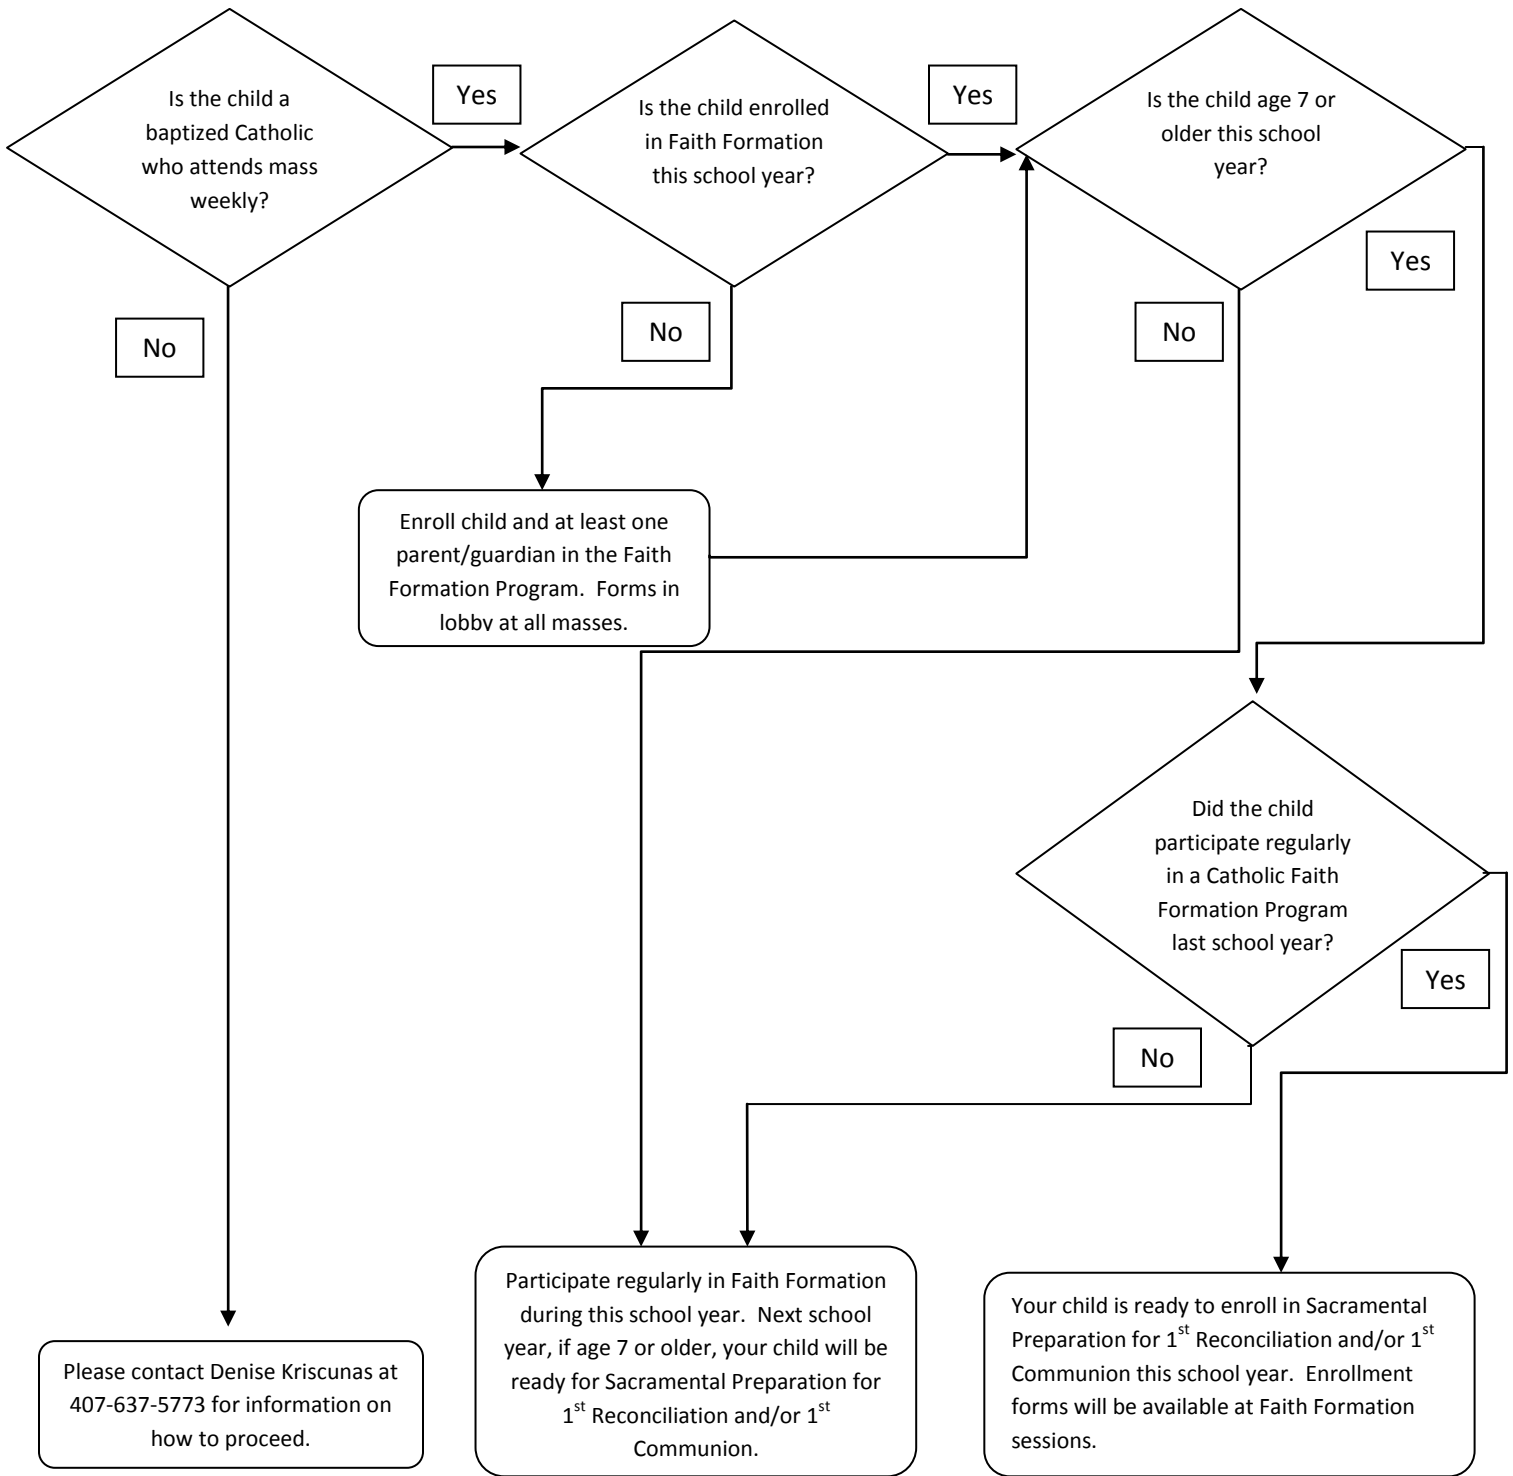 Is the child a
baptized Catholic
who attends mass
weekly?
Yes
Is the child enrolled
in Faith Formation
this school year?
Yes
Is the child age 7 or
older this school
year?
Yes
No
No
No
Enroll child and at least one
parent/guardian in the Faith
Formation Program. Forms in
lobby at all masses.
Did the child
participate regularly
in a Catholic Faith
Formation Program
last school year?
Yes
No
Please contact Denise Kriscunas at
407-637-5773 for information on
how to proceed.
Participate regularly in Faith Formation
during this school year. Next school
year, if age 7 or older, your child will be
ready for Sacramental Preparation for
1st Reconciliation and/or 1st
Communion.
Your child is ready to enroll in Sacramental
Preparation for 1st Reconciliation and/or 1st
Communion this school year. Enrollment
forms will be available at Faith Formation
sessions.